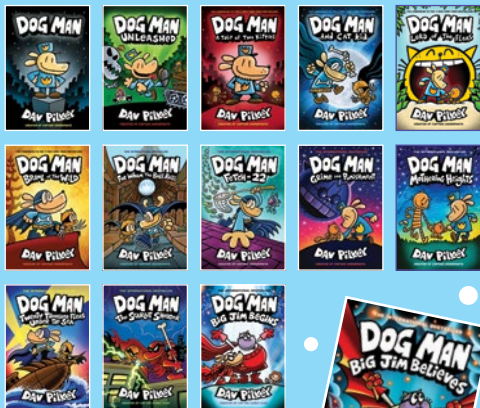 DOG MAN
DAV PILKEY
DOG MAN
UNLEASHED
DAV PILKEY
DOG MAN
A TALE OF TWO KITTIES
DAV PILKEY
DOG MAN
AND CAT KID
DAV PILKEY
DOG MAN
LORD OF THE FLEAS
DAV PILKEY
DOG MAN
BRAWL OF THE WILD
DAV PILKEY
DOG MAN
FOR WHOM THE BALL ROLLS
DAV PILKEY
DOG MAN
FETCH-22
DAV PILKEY
DOG MAN
GRIME AND PUNISHMENT
DAV PILKEY
DOG MAN
MOTHERING HEIGHTS
DAV PILKEY
DOG MAN
TWENTY THOUSAND FLEAS
UNDER THE SEA
DAV PILKEY
DOG MAN
THE SCARLET SHEDDER
DAV PILKEY
DOG MAN
BIG JIM BEGINS
DAV PILKEY
DOG MAN
BIG JIM BELIEVES